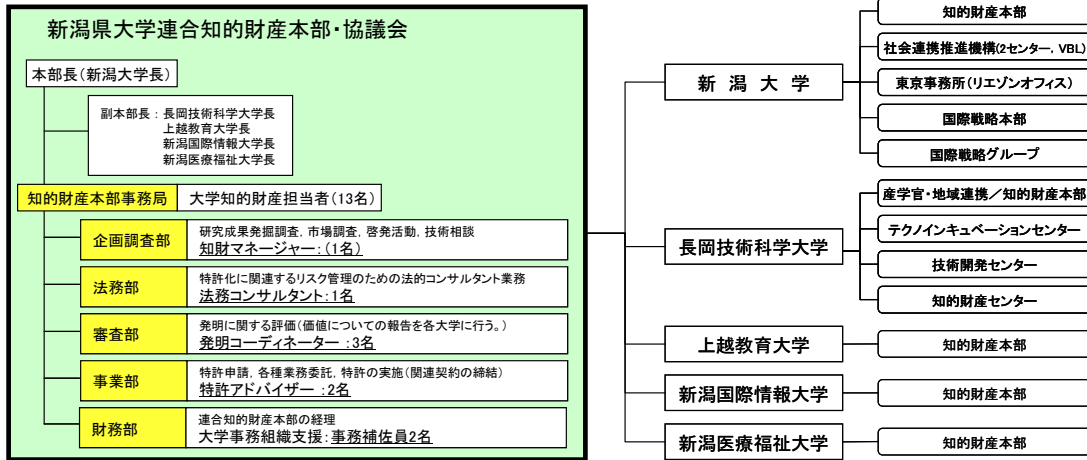 新潟県大学連合知的財産本部・協議会
本部長(新潟大学長)
副本部長：長岡技術科学大学長
上越教育大学長
新潟国際情報大学長
新潟医療福祉大学長
知的財産本部事務局
大学知的財産担当者(13名)
企画調査部
研究成果発掘調査, 市場調査, 啓発活動, 技術相談
知財マネージャー:(1名)
法務部
特許化に関連するリスク管理のための法的コンサルタント業務
法務コンサルタント:1名
審査部
発明に関する評価(価値についての報告を各大学に行う。)
発明コーディネーター :3名
事業部
特許申請, 各種業務委託, 特許の実施(関連契約の締結)
特許アドバイザー :2名
財務部
連合知的財産本部の経理
大学事務組織支援:事務補佐員2名
新 潟 大 学
知的財産本部
社会連携推進機構(2センター, VBL)
東京事務所(リエゾンオフィス)
国際戦略本部
国際戦略グループ
長岡技術科学大学
産学官・地域連携／知的財産本部
テクノインキュベーションセンター
技術開発センター
知的財産センター
上越教育大学
知的財産本部
新潟国際情報大学
知的財産本部
新潟医療福祉大学
知的財産本部